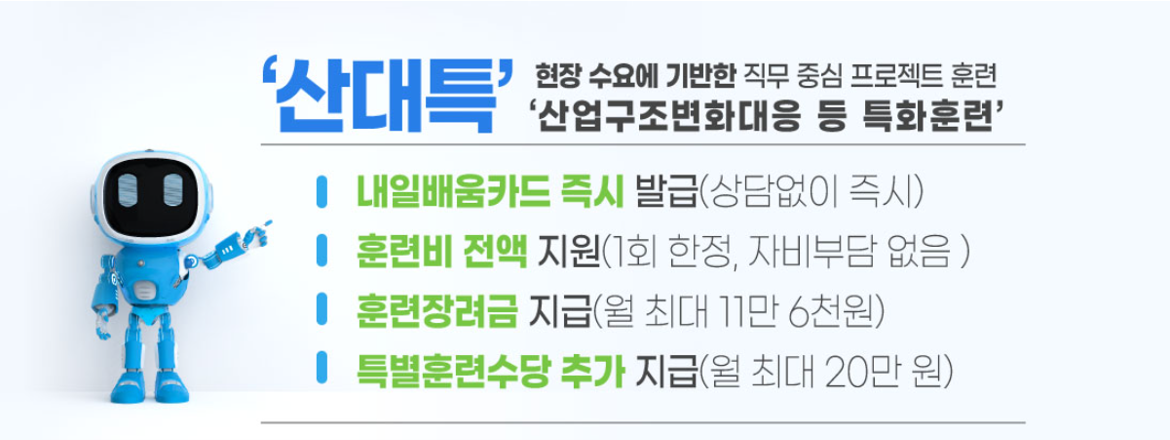 ‘산대특’
현장 수요에 기반한 직무 중심 프로젝트 훈련
‘산업구조변화대응 등 특화훈련’
내일배움카드 즉시 발급(상담없이 즉시)
훈련비 전액 지원(1회 한정, 자비부담 없음 )
훈련장려금 지급(월 최대 11만 6천원)
특별훈련수당 추가 지급(월 최대 20만 원)